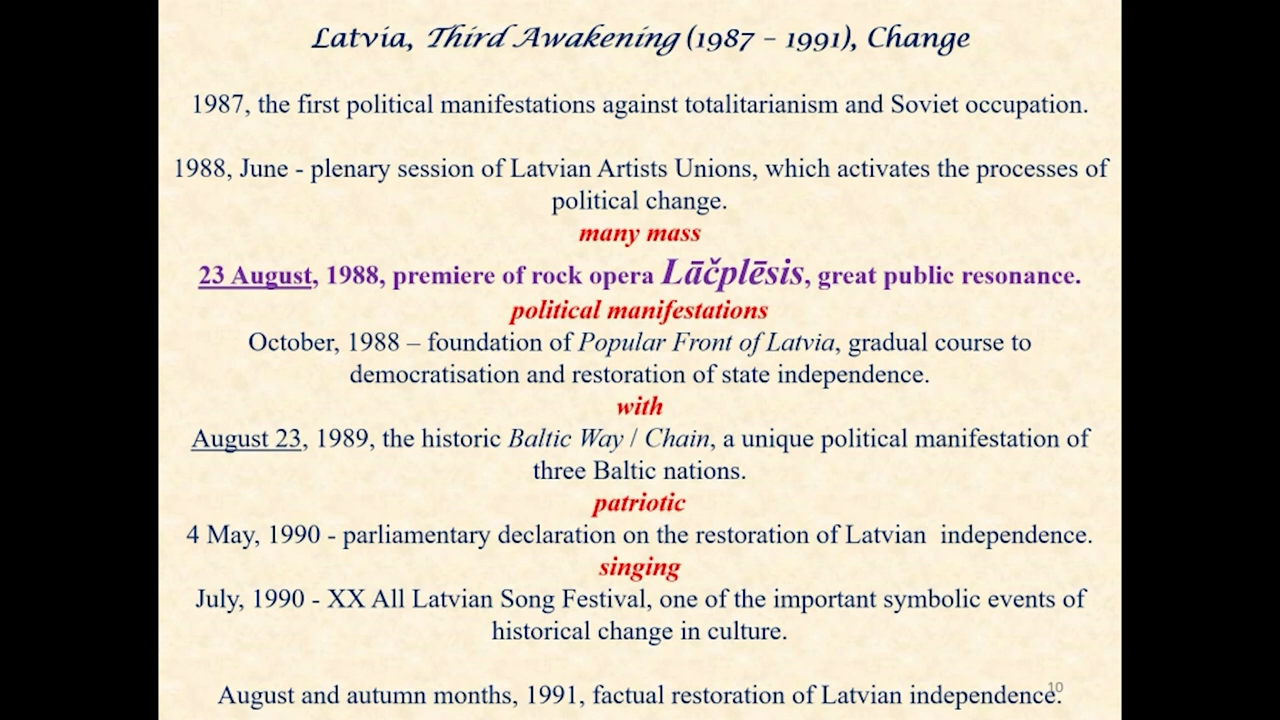 Latvia, Third Awakening (1987 – 1991), Change
1987, the first political manifestations against totalitarianism and Soviet occupation.
1988, June - plenary session of Latvian Artists Unions, which activates the processes of
political change.
many mass
23 August, 1988, premiere of rock opera Lāčplēsis, great public resonance.
political manifestations
October, 1988 – foundation of Popular Front of Latvia, gradual course to
democratisation and restoration of state independence.
with
August 23, 1989, the historic Baltic Way / Chain, a unique political manifestation of
three Baltic nations.
patriotic
4 May, 1990 - parliamentary declaration on the restoration of Latvian  independence.
singing
July, 1990 - XX All Latvian Song Festival, one of the important symbolic events of
historical change in culture.
August and autumn months, 1991, factual restoration of Latvian independence.
10